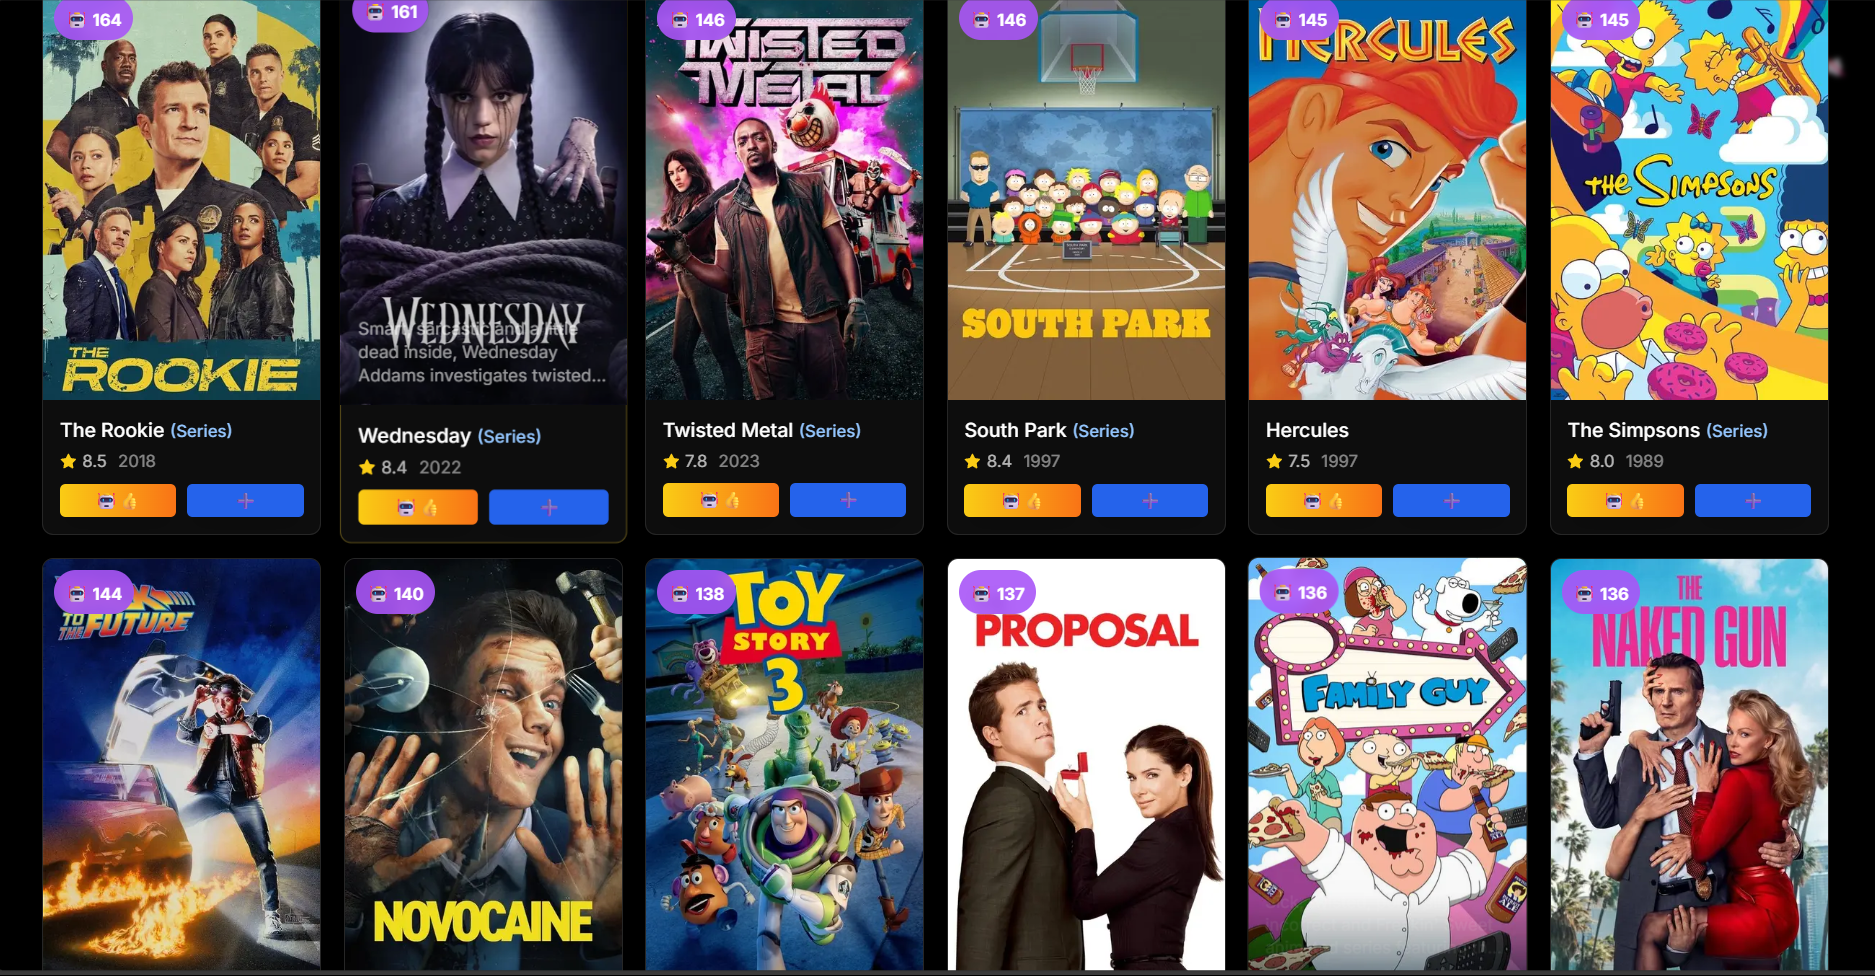 164
161
146
146
145
145
TWISTED
METAL
HERCULES
THE SIMPSONS
WEDNESDAY
Smart, sarcastic and a little
dead inside, Wednesday
Addams investigates twisted...
SOUTH PARK
THE
ROOKIE
The Rookie (Series)
8.5 2018
Wednesday (Series)
8.4 2022
Twisted Metal (Series)
7.8 2023
South Park (Series)
8.4 1997
Hercules
7.5 1997
The Simpsons (Series)
8.0 1989
144
140
138
137
136
136
TO
THE FUTURE
TOY
STORY
3
PROPOSAL
FAMILY GUY
THE
NAKED GUN
NOVOCAINE